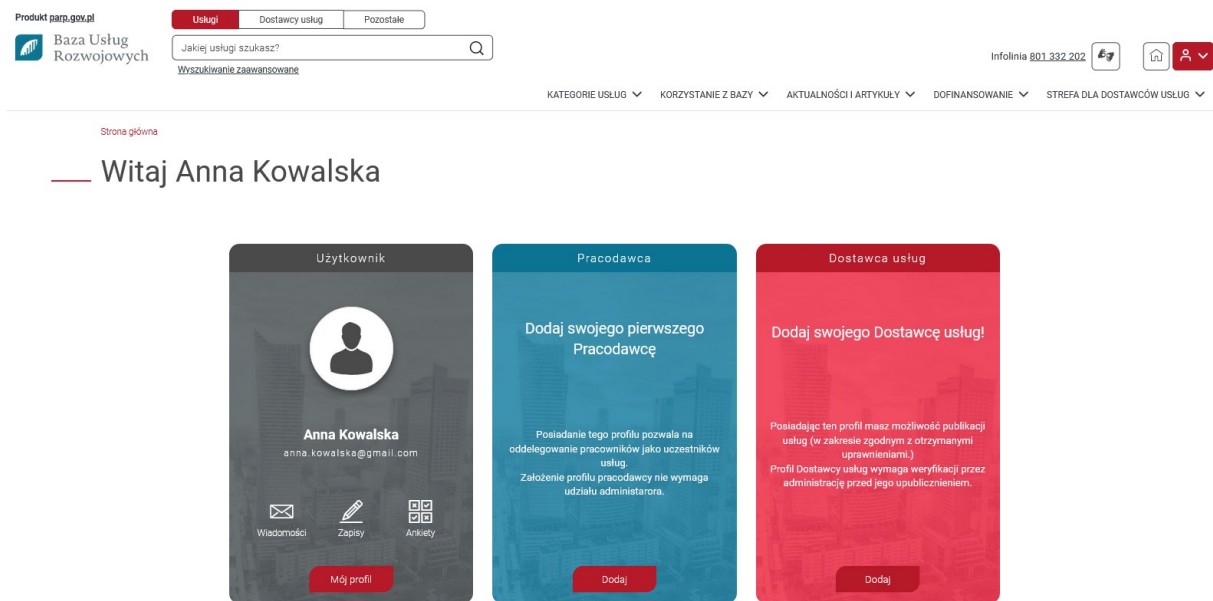 Produkt parp.gov.pl
Baza Usług
Rozwojowych
Usługi
Dostawcy usług
Pozostałe
Jakiej usługi szukasz?
Wyszukiwanie zaawansowane
Infolinia 801 332 202
KATEGORIE USŁUG
KORZYSTANIE Z BAZY
AKTUALNOŚCI I ARTYKUŁY
DOFINANSOWANIE
STREFA DLA DOSTAWCÓW USŁUG
Strona główna
Witaj Anna Kowalska
Użytkownik
Anna Kowalska
anna.kowalska@gmail.com
Wiadomości
Zapisy
Ankiety
Mój profil
Pracodawca
Dodaj swojego pierwszego
Pracodawcę
Posiadanie tego profilu pozwala na
oddelegowanie pracowników jako uczestników
usług.
Założenie profilu pracodawcy nie wymaga
udziału administarora.
Dodaj
Dostawca usług
Dodaj swojego Dostawcę usług!
Posiadając ten profil masz możliwość publikacji
usług (w zakresie zgodnym z otrzymanymi
uprawnieniami.)
Profil Dostawcy usług wymaga weryfikacji przez
administrację przed jego upublicznieniem.
Dodaj